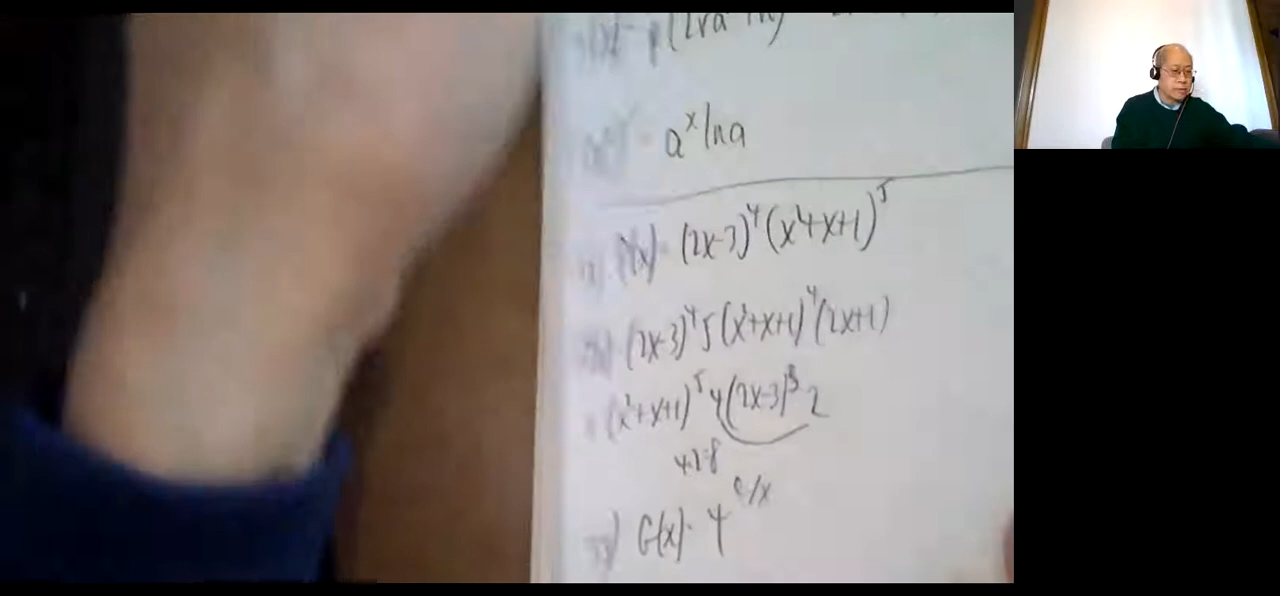 a^x ln a
(2x-3)^4 (x^2+x+1)^5
(2x-3)^4 5 (x^2+x+1)^4 (2x+1)
(x^2+x+1)^5 4 (2x-3)^3 2
4·2=8
G(x)= 4^{c/x}